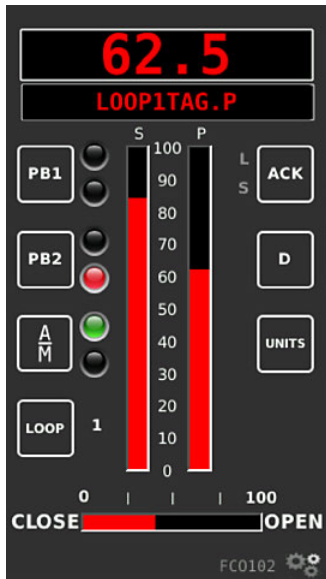 62.5
LOOP1TAG.P
S P
100
PB1
90
L
S
ACK
80
70
PB2
60
D
50
A
M
40
UNITS
30
20
LOOP
1
10
0
0 | | | 100
CLOSE OPEN
FCO102